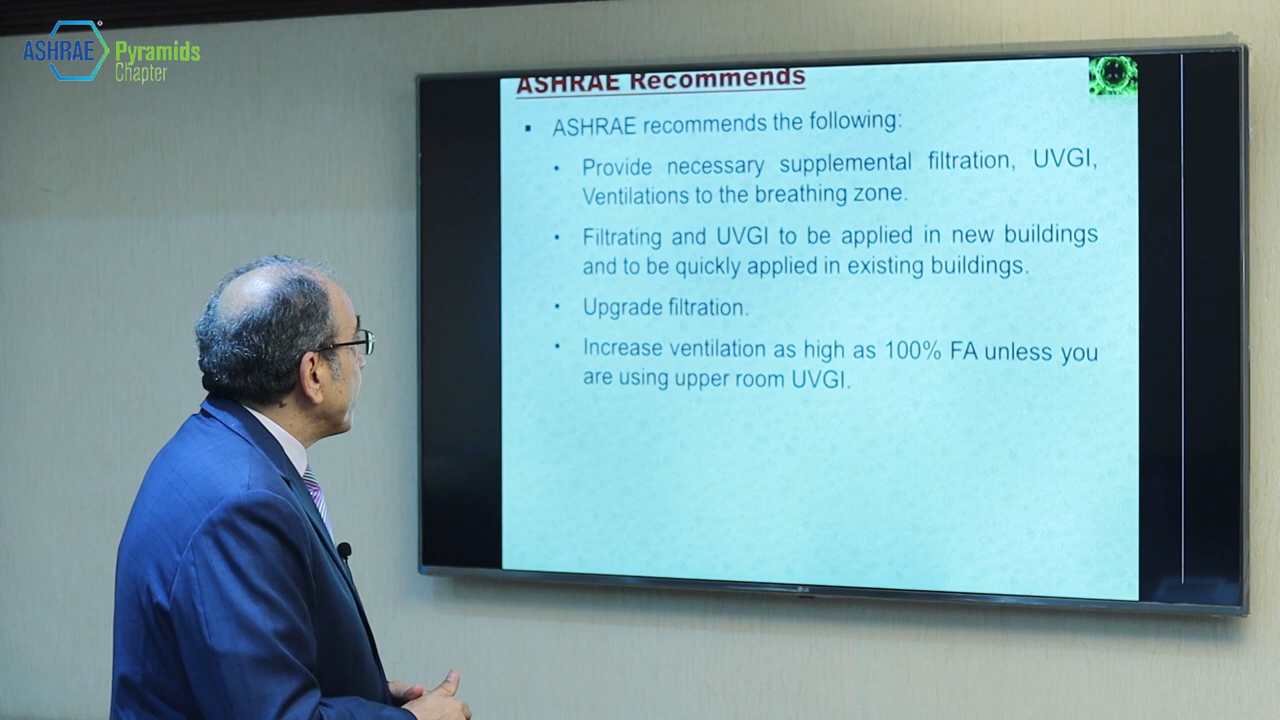 ASHRAE Pyramids
Chapter
ASHRAE Recommends
▪ ASHRAE recommends the following:
• Provide necessary supplemental filtration, UVGI,
Ventilations to the breathing zone.
• Filtrating and UVGI to be applied in new buildings
and to be quickly applied in existing buildings.
• Upgrade filtration.
• Increase ventilation as high as 100% FA unless you
are using upper room UVGI.
LG